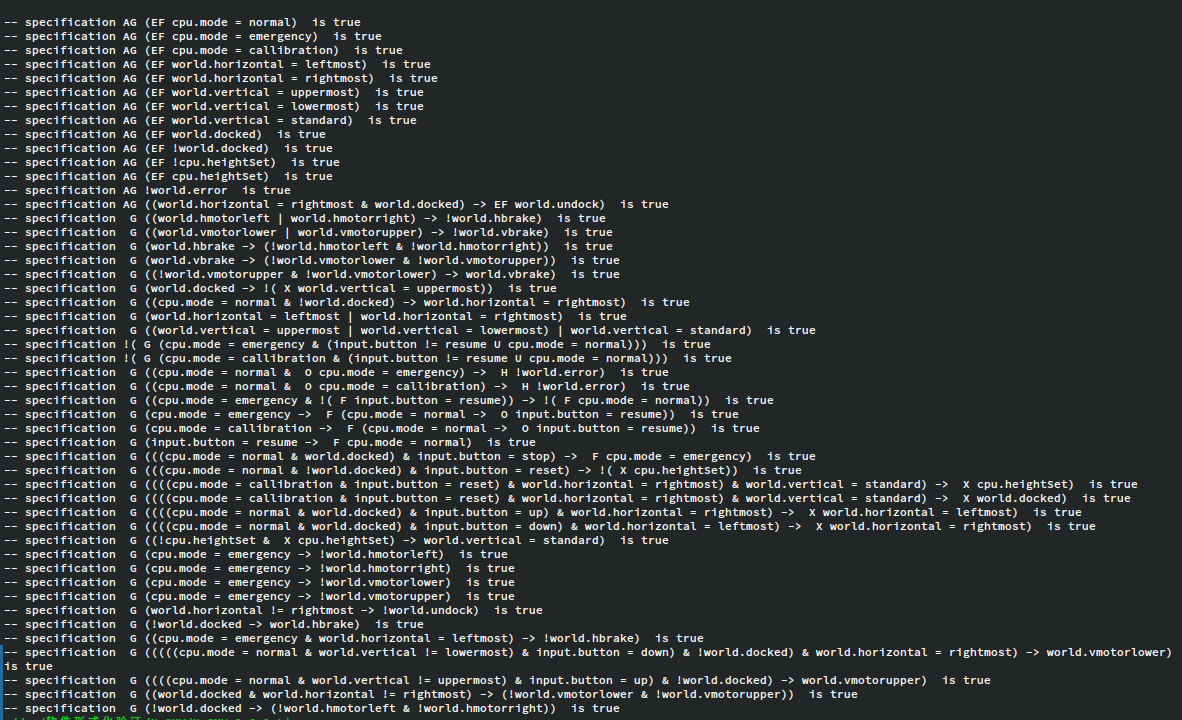 -- specification AG (EF cpu.mode = normal)  is true
-- specification AG (EF cpu.mode = emergency)  is true
-- specification AG (EF cpu.mode = callibration)  is true
-- specification AG (EF world.horizontal = leftmost)  is true
-- specification AG (EF world.horizontal = rightmost)  is true
-- specification AG (EF world.vertical = uppermost)  is true
-- specification AG (EF world.vertical = lowermost)  is true
-- specification AG (EF world.vertical = standard)  is true
-- specification AG (EF world.docked)  is true
-- specification AG (EF !world.docked)  is true
-- specification AG (EF !cpu.heightSet)  is true
-- specification AG (EF cpu.heightSet)  is true
-- specification AG !world.error  is true
-- specification AG ((world.horizontal = rightmost & world.docked) -> EF world.undock)  is true
-- specification  G ((world.hmotorleft | world.hmotorright) -> !world.hbrake)  is true
-- specification  G ((world.vmotorlower | world.vmotorupper) -> !world.vbrake)  is true
-- specification  G (world.hbrake -> (!world.hmotorleft & !world.hmotorright))  is true
-- specification  G (world.vbrake -> (!world.vmotorlower & !world.vmotorupper))  is true
-- specification  G ((!world.vmotorupper & !world.vmotorlower) -> world.vbrake)  is true
-- specification  G (world.docked -> !( X world.vertical = uppermost))  is true
-- specification  G ((cpu.mode = normal & !world.docked) -> world.horizontal = rightmost)  is true
-- specification  G (world.horizontal = leftmost | world.horizontal = rightmost)  is true
-- specification  G ((world.vertical = uppermost | world.vertical = lowermost) | world.vertical = standard)  is true
-- specification !( G (cpu.mode = emergency & (input.button != resume U cpu.mode = normal)))  is true
-- specification !( G (cpu.mode = callibration & (input.button != resume U cpu.mode = normal)))  is true
-- specification  G ((cpu.mode = normal &  O cpu.mode = emergency) ->  H !world.error)  is true
-- specification  G ((cpu.mode = normal &  O cpu.mode = callibration) ->  H !world.error)  is true
-- specification  G ((cpu.mode = emergency & !( F input.button = resume)) -> !( F cpu.mode = normal))  is true
-- specification  G (cpu.mode = emergency ->  F (cpu.mode = normal ->  O input.button = resume))  is true
-- specification  G (cpu.mode = callibration ->  F (cpu.mode = normal ->  O input.button = resume))  is true
-- specification  G (input.button = resume ->  F cpu.mode = normal)  is true
-- specification  G (((cpu.mode = normal & world.docked) & input.button = stop) ->  F cpu.mode = emergency)  is true
-- specification  G (((cpu.mode = normal & !world.docked) & input.button = reset) -> !( X cpu.heightSet))  is true
-- specification  G ((((cpu.mode = callibration & input.button = reset) & world.horizontal = rightmost) & world.vertical = standard) ->  X cpu.heightSet)  is true
-- specification  G ((((cpu.mode = callibration & input.button = reset) & world.horizontal = rightmost) & world.vertical = standard) ->  X world.docked)  is true
-- specification  G ((((cpu.mode = normal & world.docked) & input.button = up) & world.horizontal = rightmost) ->  X world.horizontal = leftmost)  is true
-- specification  G ((((cpu.mode = normal & world.docked) & input.button = down) & world.horizontal = leftmost) ->  X world.horizontal = rightmost)  is true
-- specification  G ((!cpu.heightSet &  X cpu.heightSet) -> world.vertical = standard)  is true
-- specification  G (cpu.mode = emergency -> !world.hmotorleft)  is true
-- specification  G (cpu.mode = emergency -> !world.hmotorright)  is true
-- specification  G (cpu.mode = emergency -> !world.vmotorlower)  is true
-- specification  G (cpu.mode = emergency -> !world.vmotorupper)  is true
-- specification  G (world.horizontal != rightmost -> !world.undock)  is true
-- specification  G (!world.docked -> world.hbrake)  is true
-- specification  G ((cpu.mode = emergency & world.horizontal = leftmost) -> !world.hbrake)  is true
-- specification  G (((((cpu.mode = normal & world.vertical != lowermost) & input.button = down) & !world.docked) & world.horizontal = rightmost) -> world.vmotorlower)
is true
-- specification  G ((((cpu.mode = normal & world.vertical != uppermost) & input.button = up) & !world.docked) -> world.vmotorupper)  is true
-- specification  G ((world.docked & world.horizontal != rightmost) -> (!world.vmotorlower & !world.vmotorupper))  is true
-- specification  G (!world.docked -> (!world.hmotorleft & !world.hmotorright))  is true